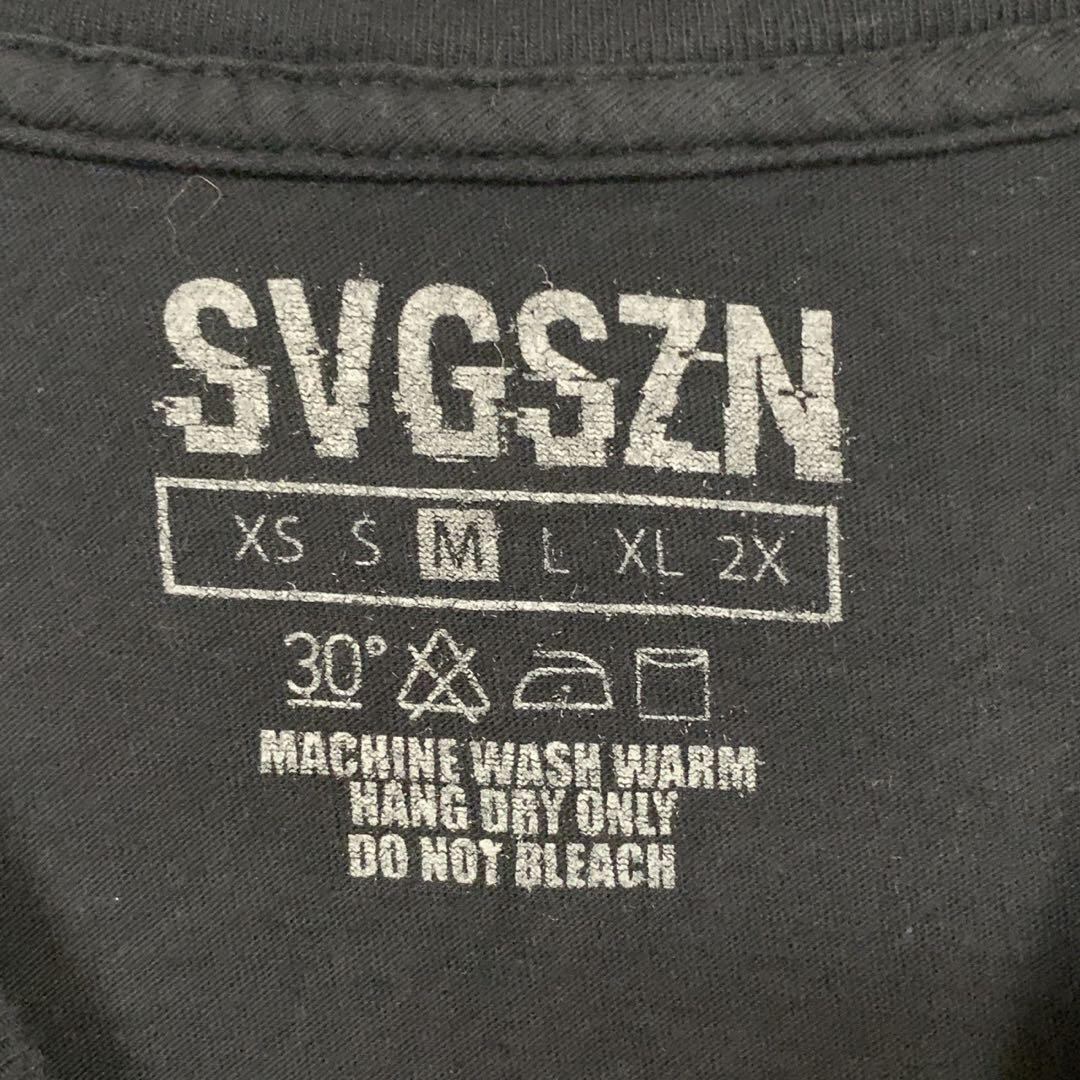 SVGSZN
XS S M L XL 2X
30°
MACHINE WASH WARM
HANG DRY ONLY
DO NOT BLEACH